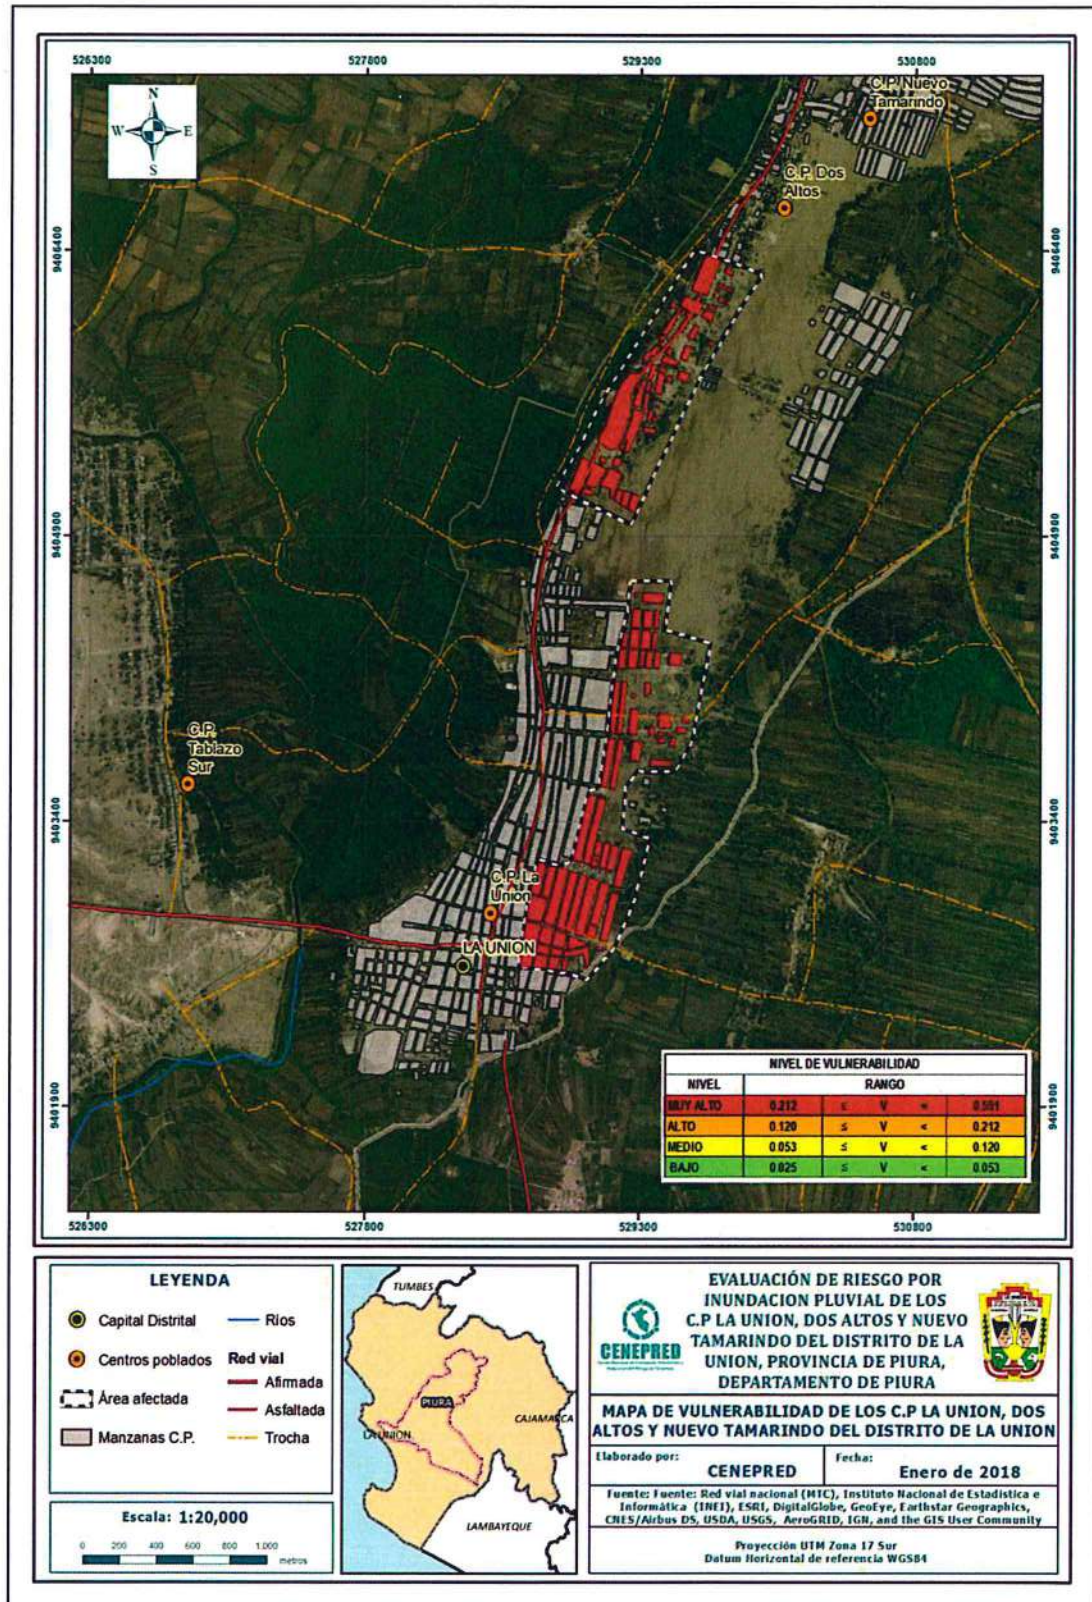 526300 527800 529300 530800
N
W E
S
C.P. Nuevo
Tamarindo
C.P. Dos
Altos
9406400 9406400
9404900 9404900
C.P.
Tablazo
Sur
9403400 9403400
C.P. La
Union
LA UNION
NIVEL DE VULNERABILIDAD
NIVEL RANGO
MUY ALTO 0.212 ≤ V <
ALTO 0.120 ≤ V < 0.212
MEDIO 0.053 ≤ V < 0.120
BAJO 0.025 ≤ V < 0.053
9401900 9401900
526300 527800 529300 530800
LEYENDA
Capital Distrital
Ríos
Centros poblados
Red vial
Afirmada
Área afectada
Asfaltada
Manzanas C.P.
Trocha
Escala: 1:20,000
0 200 400 600 800 1,000
metros
TUMBES
PIURA
CAJAMARCA
LA UNION
LAMBAYEQUE
CENEPRED
EVALUACIÓN DE RIESGO POR
INUNDACION PLUVIAL DE LOS
C.P LA UNION, DOS ALTOS Y NUEVO
TAMARINDO DEL DISTRITO DE LA
UNION, PROVINCIA DE PIURA,
DEPARTAMENTO DE PIURA
MAPA DE VULNERABILIDAD DE LOS C.P LA UNION, DOS
ALTOS Y NUEVO TAMARINDO DEL DISTRITO DE LA UNION
Elaborado por:
CENEPRED
Fecha:
Enero de 2018
Fuente: Fuente: Red vial nacional (MTC), Instituto Nacional de Estadística e
Informática (INEI), ESRI, DigitalGlobe, GeoEye, Earthstar Geographics,
CNES/Airbus DS, USDA, USGS, AeroGRID, IGN, and the GIS User Community
Proyección UTM Zona 17 Sur
Datum Horizontal de referencia WGS84